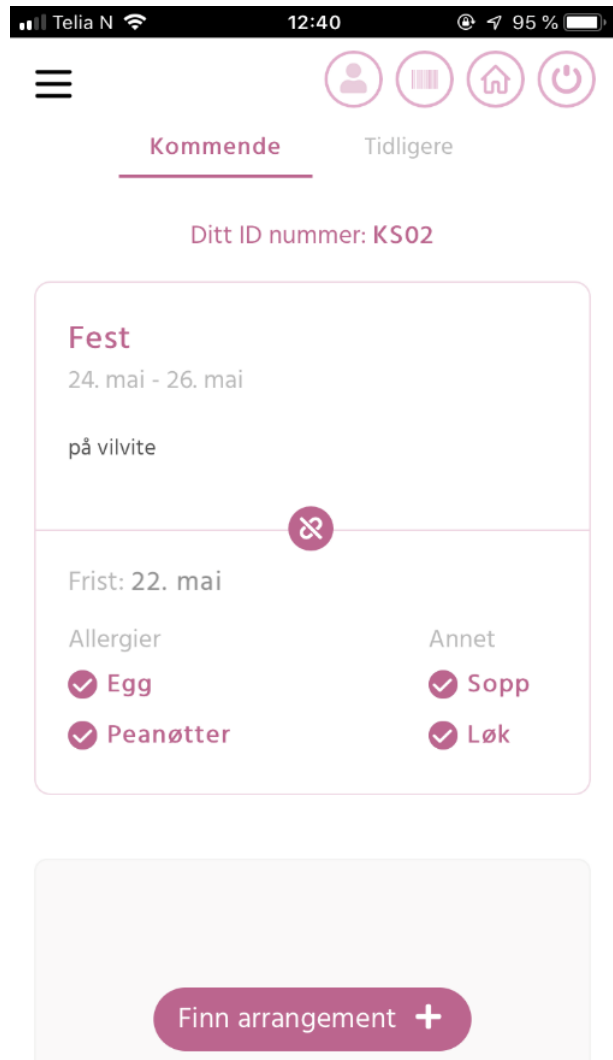 Telia N 12:40 95 %
Kommende Tidligere
Ditt ID nummer: KS02
Fest
24. mai - 26. mai
på vilvite
Frist: 22. mai
Allergier Annet
Egg Sopp
Peanøtter Løk
Finn arrangement +